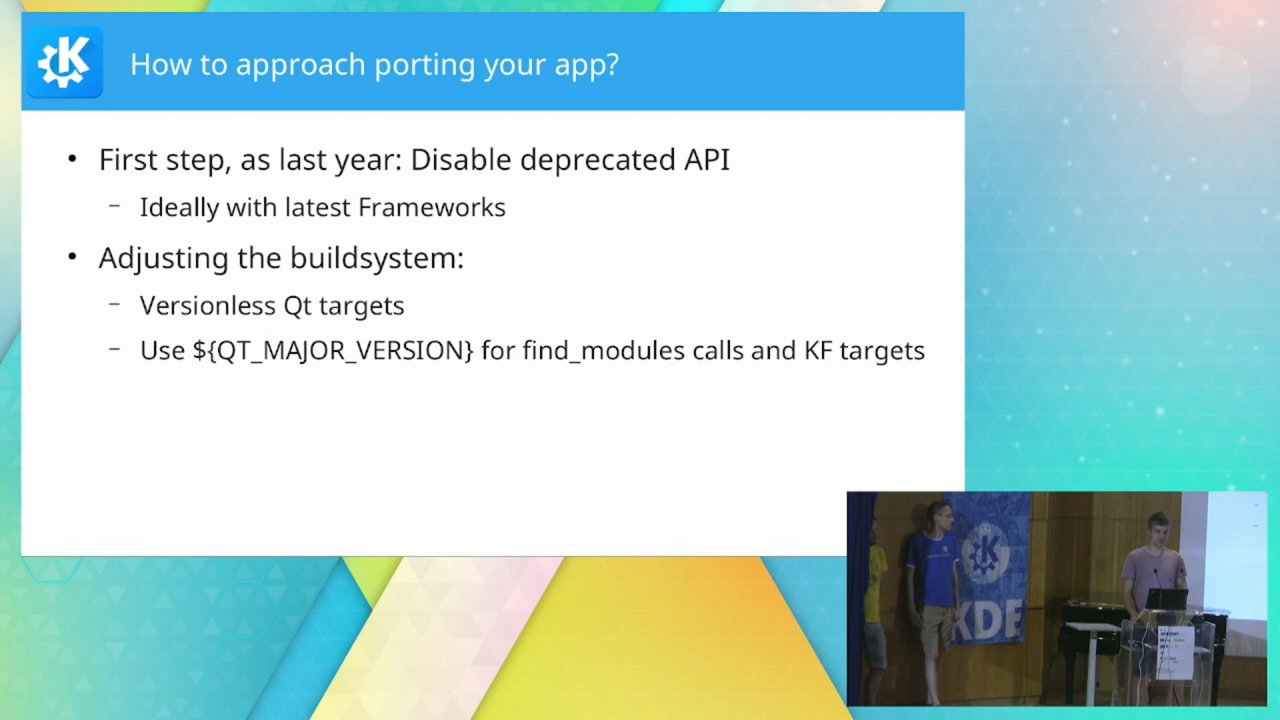 How to approach porting your app?
• First step, as last year: Disable deprecated API
– Ideally with latest Frameworks
• Adjusting the buildsystem:
– Versionless Qt targets
– Use ${QT_MAJOR_VERSION} for find_modules calls and KF targets
KDE